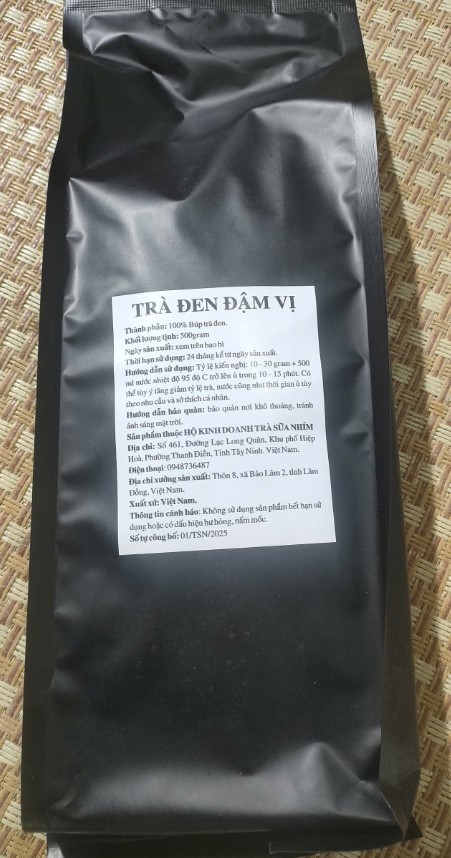 TRÀ ĐEN ĐẬM VỊ
Thành phần: 100% Búp trà đen.
Khối lượng tịnh: 500gram
Ngày sản xuất: xem trên bao bì
Thời hạn sử dụng: 24 tháng kể từ ngày sản xuất.
Hướng dẫn sử dụng: Tỷ lệ kiến nghị: 10 - 30 gram + 500
ml nước nhiệt độ 95 độ C trở lên ủ trong 10 - 15 phút. Có
thể tùy ý tăng giảm tỷ lệ trà, nước cũng như thời gian ủ tùy
theo nhu cầu và sở thích cá nhân.
Hướng dẫn bảo quản: bảo quản nơi khô thoáng, tránh
ánh sáng mặt trời.
Sản phẩm thuộc HỘ KINH DOANH TRÀ SỮA NHÍM
Địa chỉ: Số 461, Đường Lạc Long Quân, Khu phố Hiệp
Hoà, Phường Thanh Điền, Tỉnh Tây Ninh. Việt Nam.
Điện thoại: 0948736487
Địa chỉ xưởng sản xuất: Thôn 8, xã Bảo Lâm 2, tỉnh Lâm
Đồng, Việt Nam.
Xuất xứ: Việt Nam.
Thông tin cảnh báo: Không sử dụng sản phẩm hết hạn sử
dụng hoặc có dấu hiệu hư hỏng, nấm mốc.
Số tự công bố: 01/TSN/2025